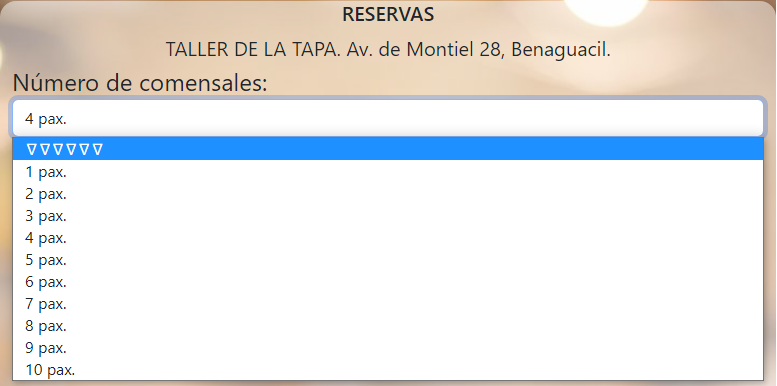 RESERVAS
TALLER DE LA TAPA. Av. de Montiel 28, Benaguacil.
Número de comensales:
4 pax.
∇∇∇∇∇∇
1 pax.
2 pax.
3 pax.
4 pax.
5 pax.
6 pax.
7 pax.
8 pax.
9 pax.
10 pax.